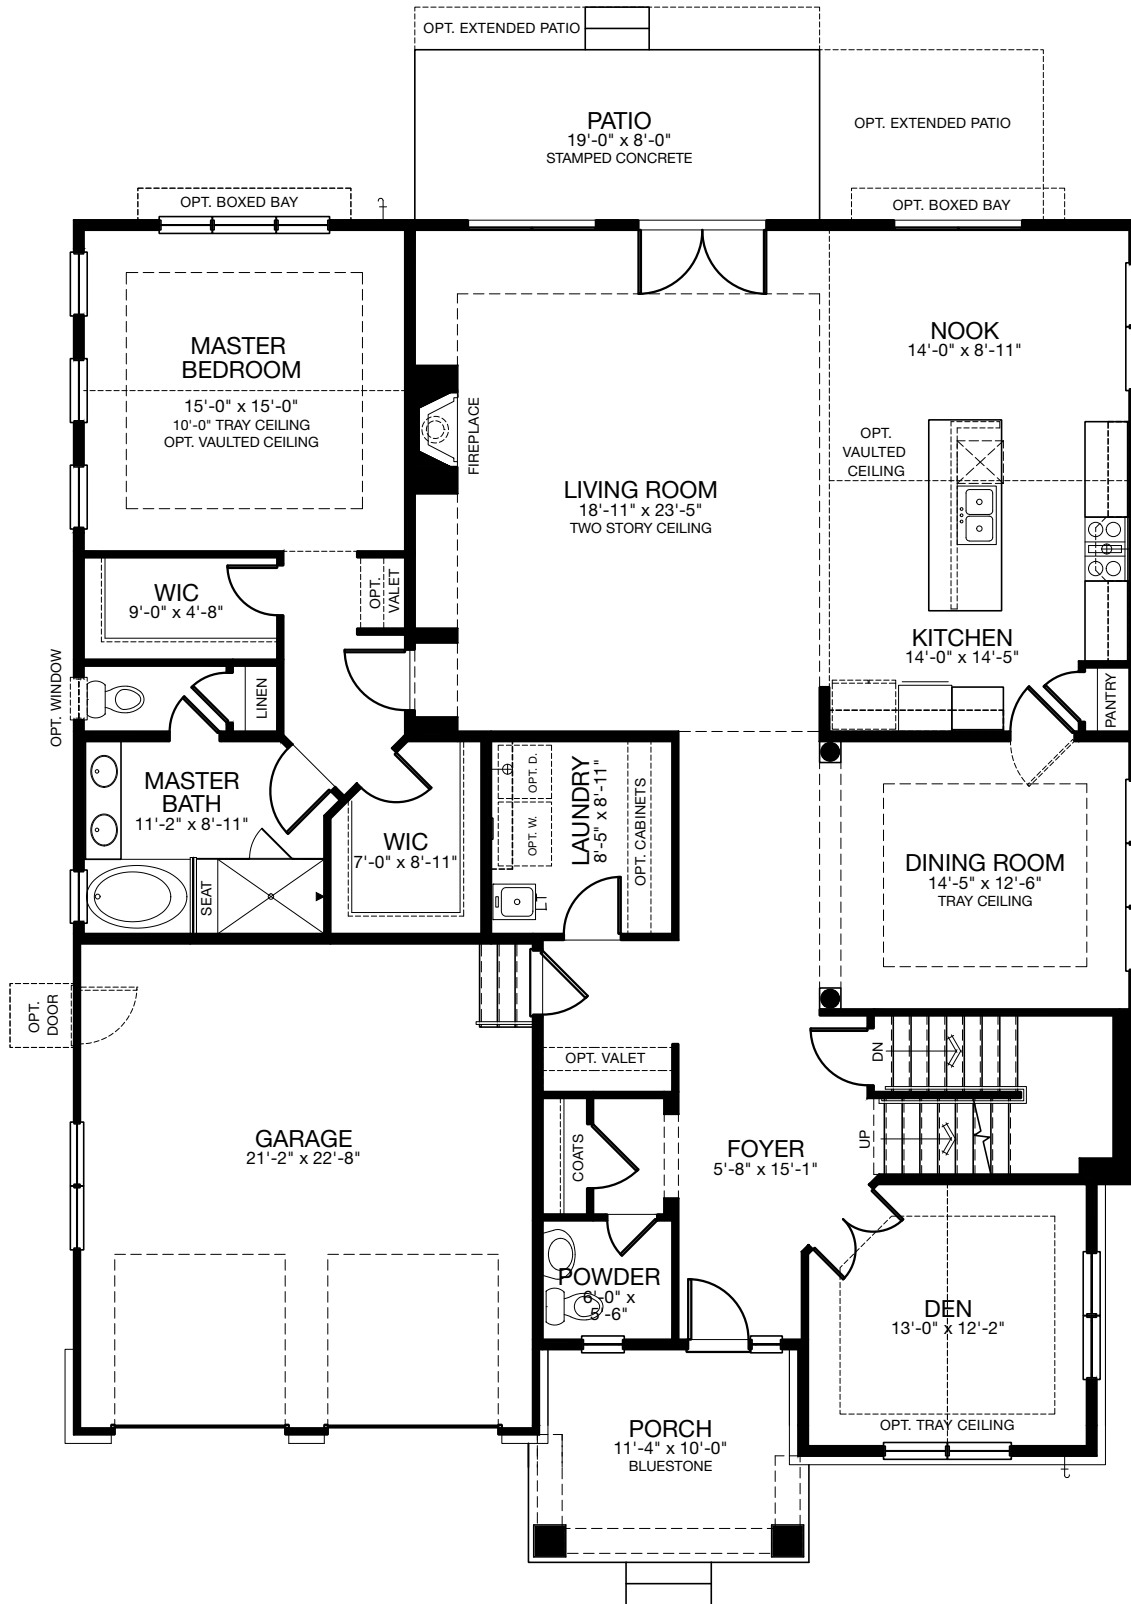 OPT. EXTENDED PATIO
PATIO
19'-0" x 8'-0"
STAMPED CONCRETE
OPT. EXTENDED PATIO
OPT. BOXED BAY
OPT. BOXED BAY
MASTER
BEDROOM
15'-0" x 15'-0"
10'-0" TRAY CEILING
OPT. VAULTED CEILING
FIREPLACE
LIVING ROOM
18'-11" x 23'-5"
TWO STORY CEILING
NOOK
14'-0" x 8'-11"
OPT.
VAULTED
CEILING
KITCHEN
14'-0" x 14'-5"
PANTRY
WIC
9'-0" x 4'-8"
OPT.
VALET
OPT. WINDOW
LINEN
MASTER
BATH
11'-2" x 8'-11"
SEAT
WIC
7'-0" x 8'-11"
OPT. D.
OPT. W.
LAUNDRY
8'-5" x 8'-11"
OPT. CABINETS
DINING ROOM
14'-5" x 12'-6"
TRAY CEILING
OPT.
DOOR
OPT. VALET
DN
UP
GARAGE
21'-2" x 22'-8"
COATS
FOYER
5'-8" x 15'-1"
POWDER
6'-0" x
5'-6"
DEN
13'-0" x 12'-2"
OPT. TRAY CEILING
PORCH
11'-4" x 10'-0"
BLUESTONE